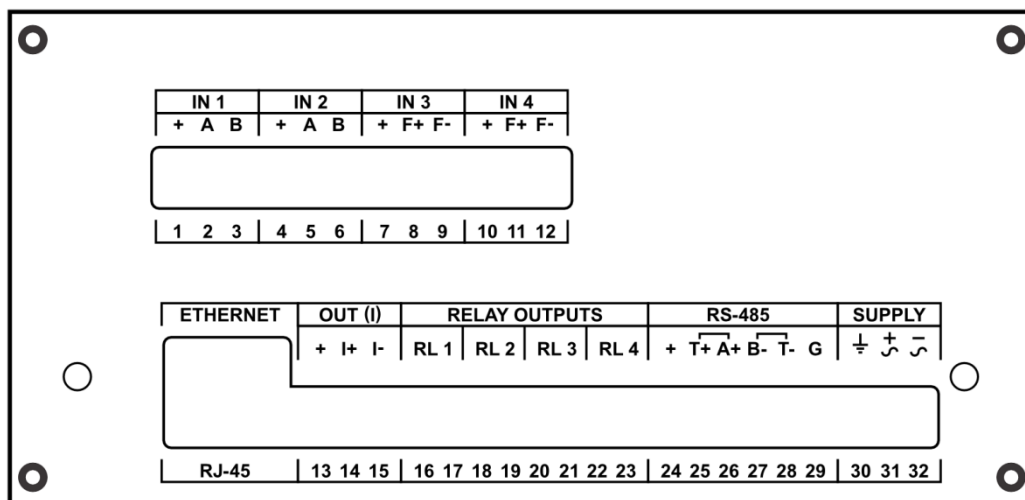 IN 1 IN 2 IN 3 IN 4
+ A B + A B + F+ F- + F+ F-
1 2 3 4 5 6 7 8 9 10 11 12
ETHERNET OUT (I) RELAY OUTPUTS RS-485 SUPPLY
+ I+ I- RL 1 RL 2 RL 3 RL 4 + T+ A+ B- T- G + −
RJ-45 13 14 15 16 17 18 19 20 21 22 23 24 25 26 27 28 29 30 31 32